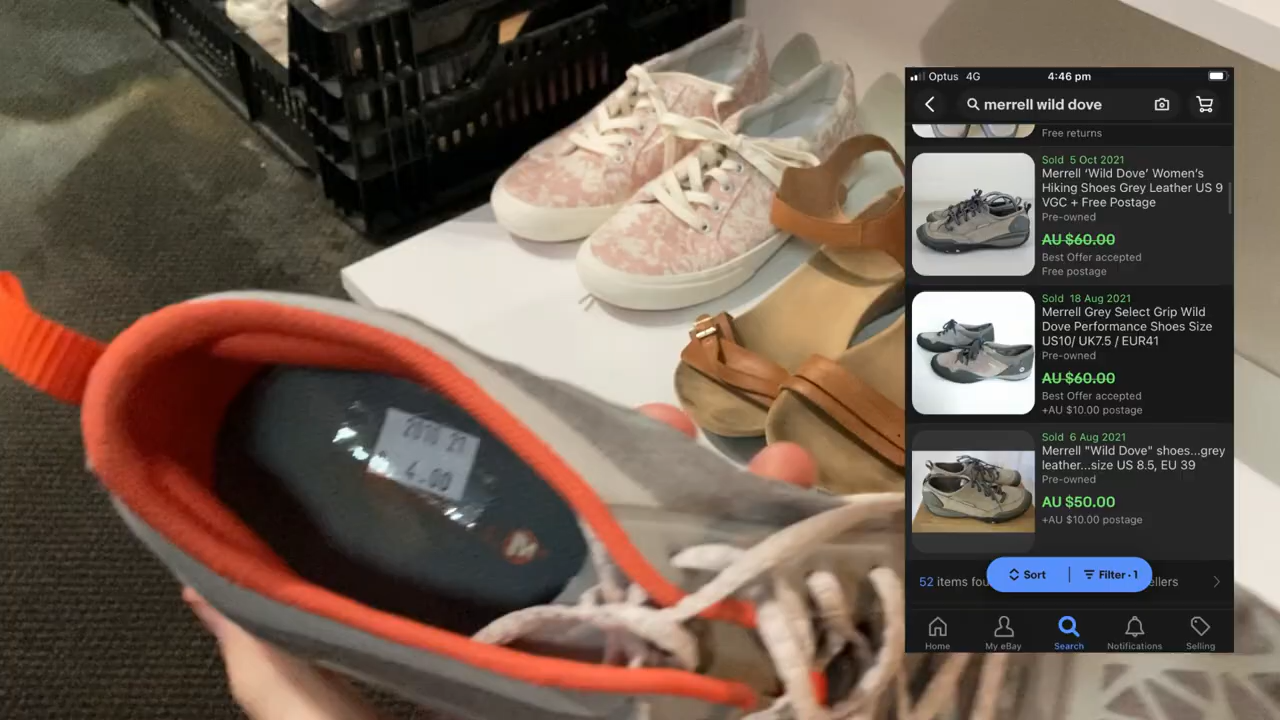 2010 21
$ 4.00
Optus 4G
4:46 pm
merrell wild dove
Free returns
Sold 5 Oct 2021
Merrell ‘Wild Dove’ Women’s
Hiking Shoes Grey Leather US 9
VGC + Free Postage
Pre-owned
AU $60.00
Best Offer accepted
Free postage
Sold 18 Aug 2021
Merrell Grey Select Grip Wild
Dove Performance Shoes Size
US10/ UK7.5 / EUR41
Pre-owned
AU $60.00
Best Offer accepted
+AU $10.00 postage
Sold 6 Aug 2021
Merrell "Wild Dove" shoes...grey
leather...size US 8.5, EU 39
Pre-owned
AU $50.00
+AU $10.00 postage
52 items fou
ellers
Sort
Filter · 1
Home
My eBay
Search
Notifications
Selling